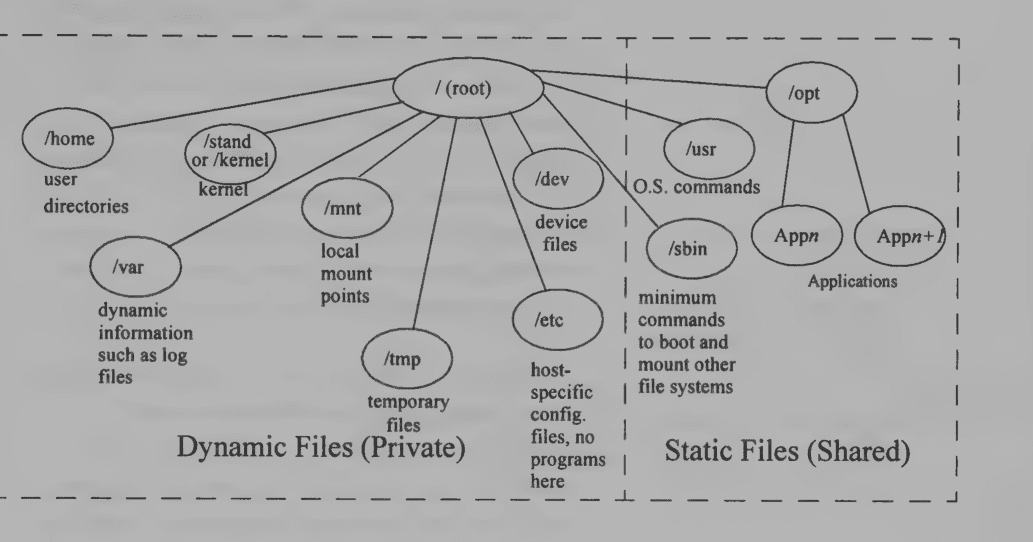 / (root)
/home
user
directories
/stand
or /kernel
kernel
/var
dynamic
information
such as log
files
/mnt
local
mount
points
/tmp
temporary
files
/dev
device
files
/etc
host-
specific
config.
files, no
programs
here
Dynamic Files (Private)
/opt
/usr
O.S. commands
/sbin
minimum
commands
to boot and
mount other
file systems
Appn
Appn+1
Applications
Static Files (Shared)